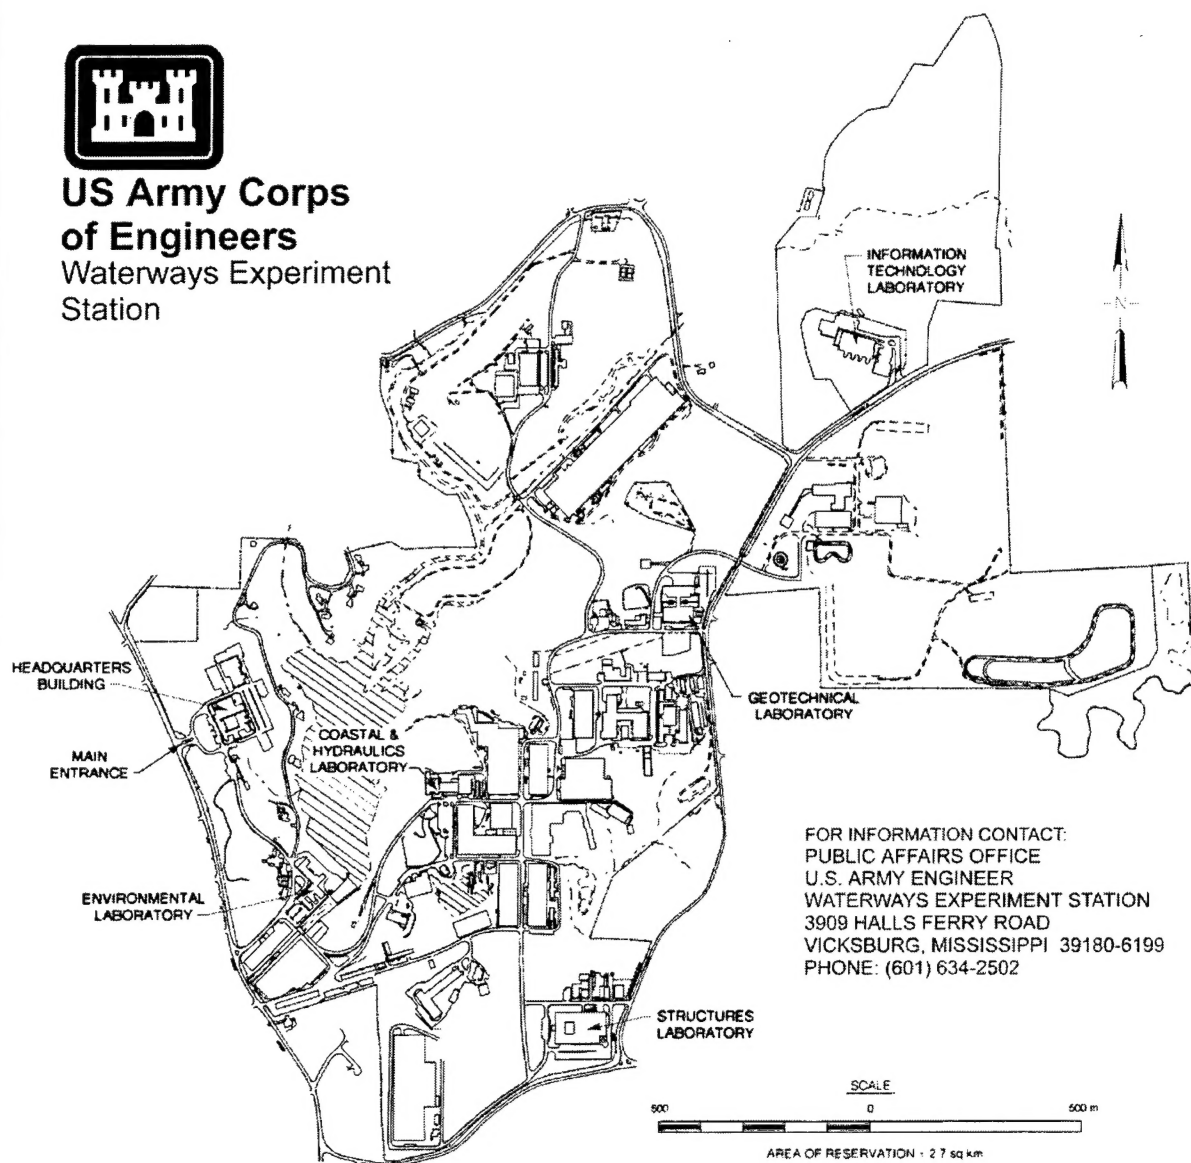 US Army Corps
of Engineers
Waterways Experiment
Station
INFORMATION
TECHNOLOGY
LABORATORY
N
HEADQUARTERS
BUILDING
MAIN
ENTRANCE
COASTAL &
HYDRAULICS
LABORATORY
GEOTECHNICAL
LABORATORY
ENVIRONMENTAL
LABORATORY
STRUCTURES
LABORATORY
FOR INFORMATION CONTACT:
PUBLIC AFFAIRS OFFICE
U.S. ARMY ENGINEER
WATERWAYS EXPERIMENT STATION
3909 HALLS FERRY ROAD
VICKSBURG, MISSISSIPPI 39180-6199
PHONE: (601) 634-2502
SCALE
500 0 500 m
AREA OF RESERVATION : 2.7 sq km